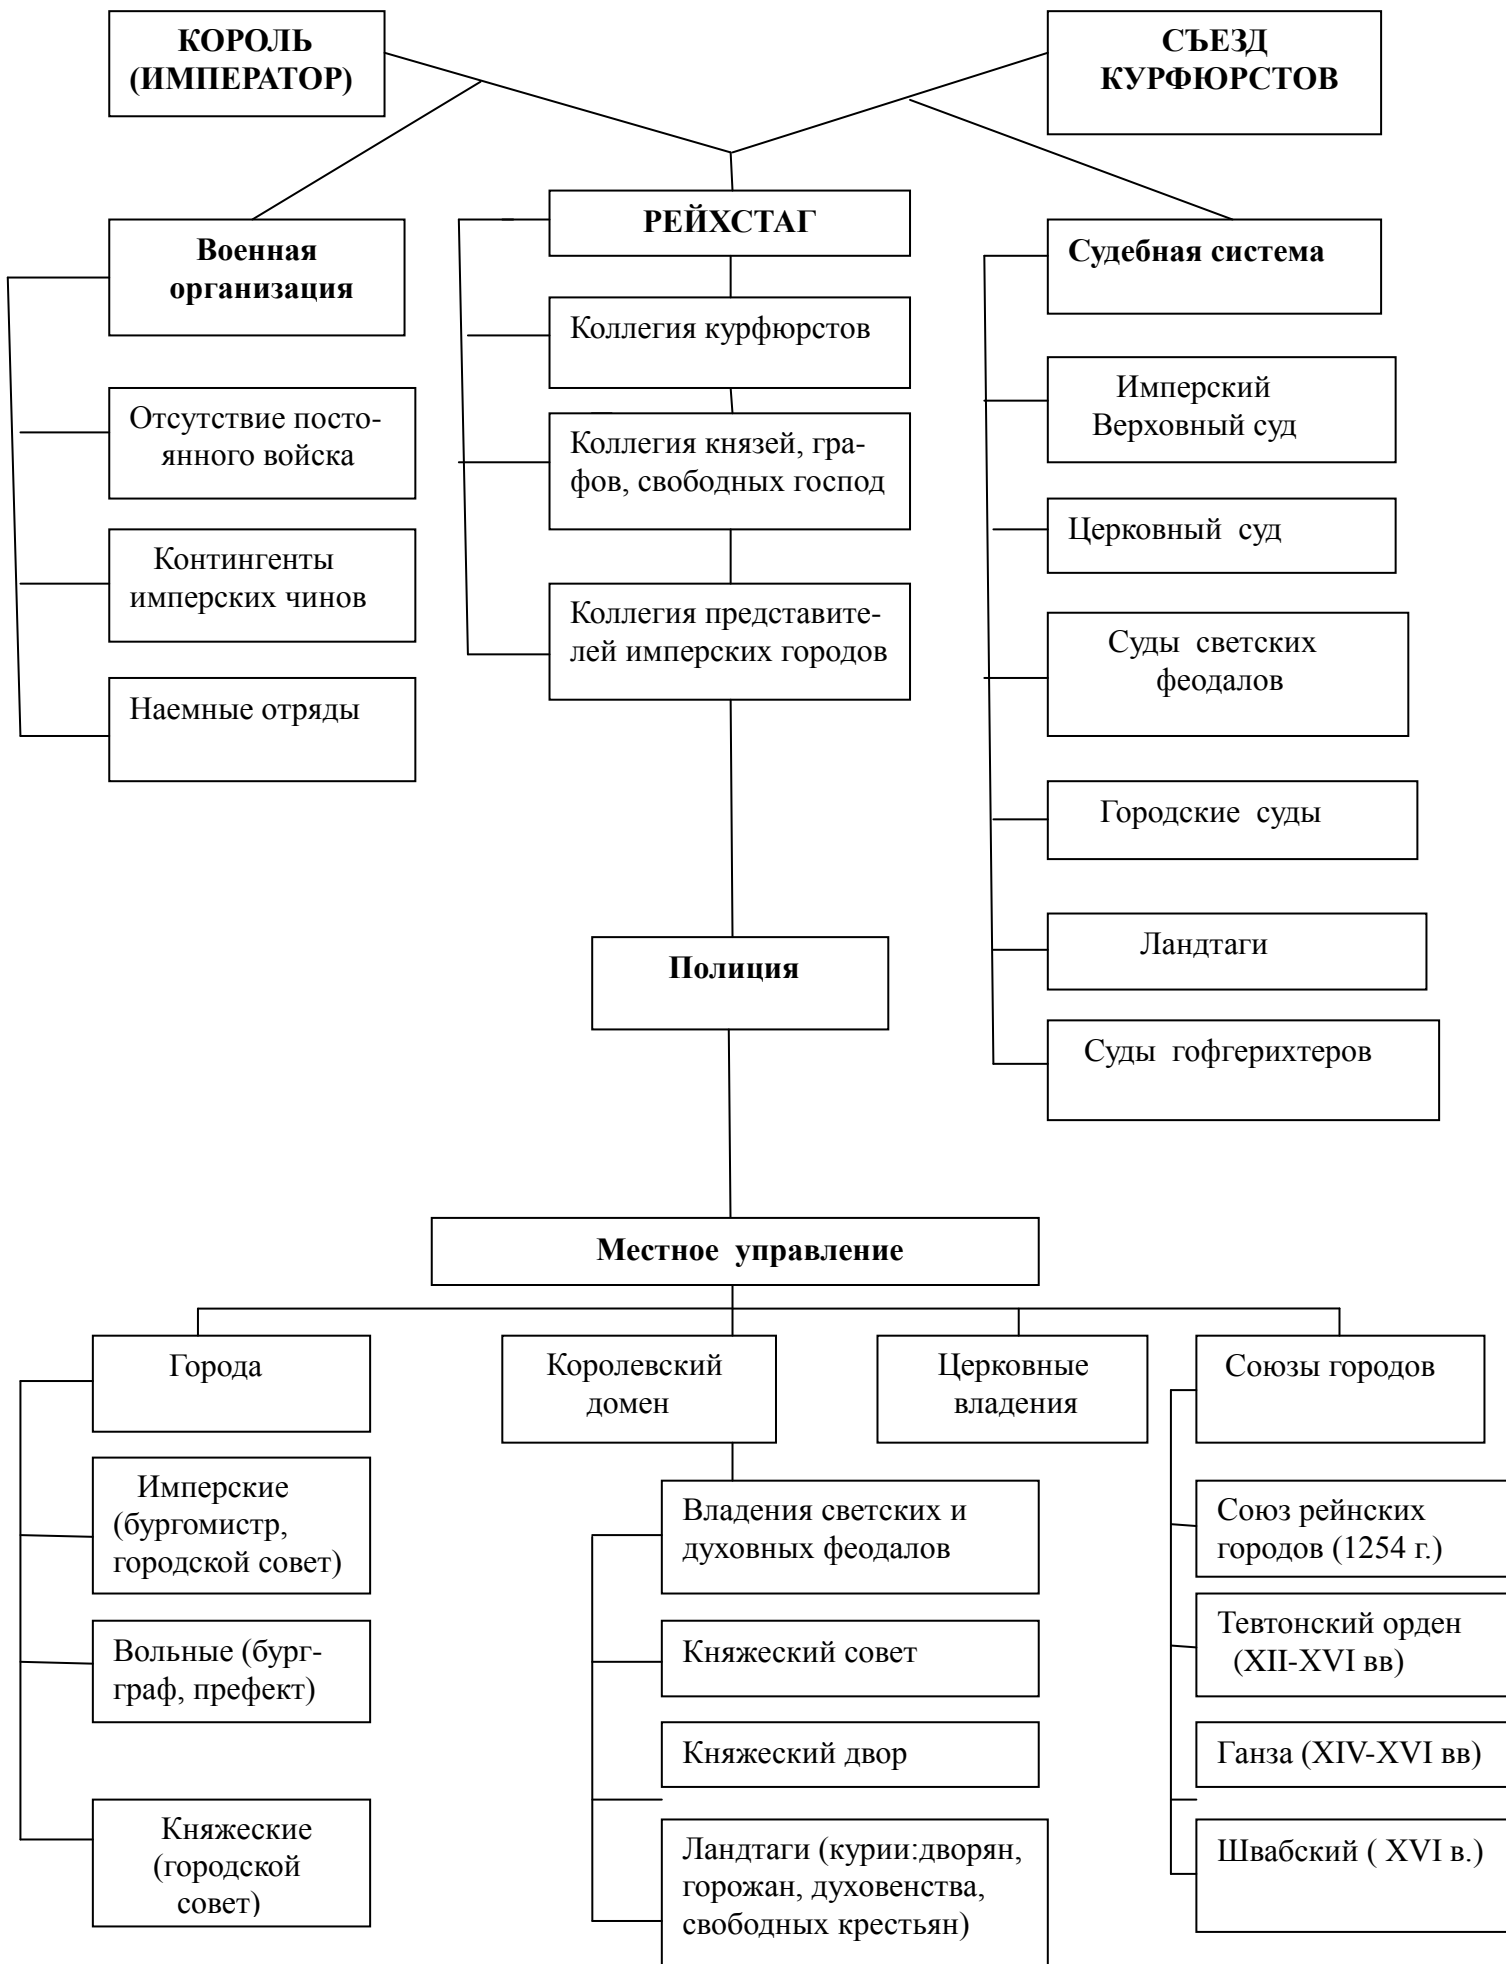 КОРОЛЬ
(ИМПЕРАТОР)
СЪЕЗД
КУРФЮРСТОВ
Военная
организация
Отсутствие посто-
янного войска
Контингенты
имперских чинов
Наемные отряды
РЕЙХСТАГ
Коллегия курфюрстов
Коллегия князей, гра-
фов, свободных господ
Коллегия представите-
лей имперских городов
Судебная система
Имперский
Верховный суд
Церковный суд
Суды светских
феодалов
Городские суды
Ландтаги
Суды гофгерихтеров
Полиция
Местное управление
Города
Имперские
(бургомистр,
городской совет)
Вольные (бург-
граф, префект)
Княжеские
(городской
совет)
Королевский
домен
Владения светских и
духовных феодалов
Княжеский совет
Княжеский двор
Ландтаги (курии:дворян,
горожан, духовенства,
свободных крестьян)
Церковные
владения
Союзы городов
Союз рейнских
городов (1254 г.)
Тевтонский орден
(XII-XVI вв)
Ганза (XIV-XVI вв)
Швабский ( XVI в.)